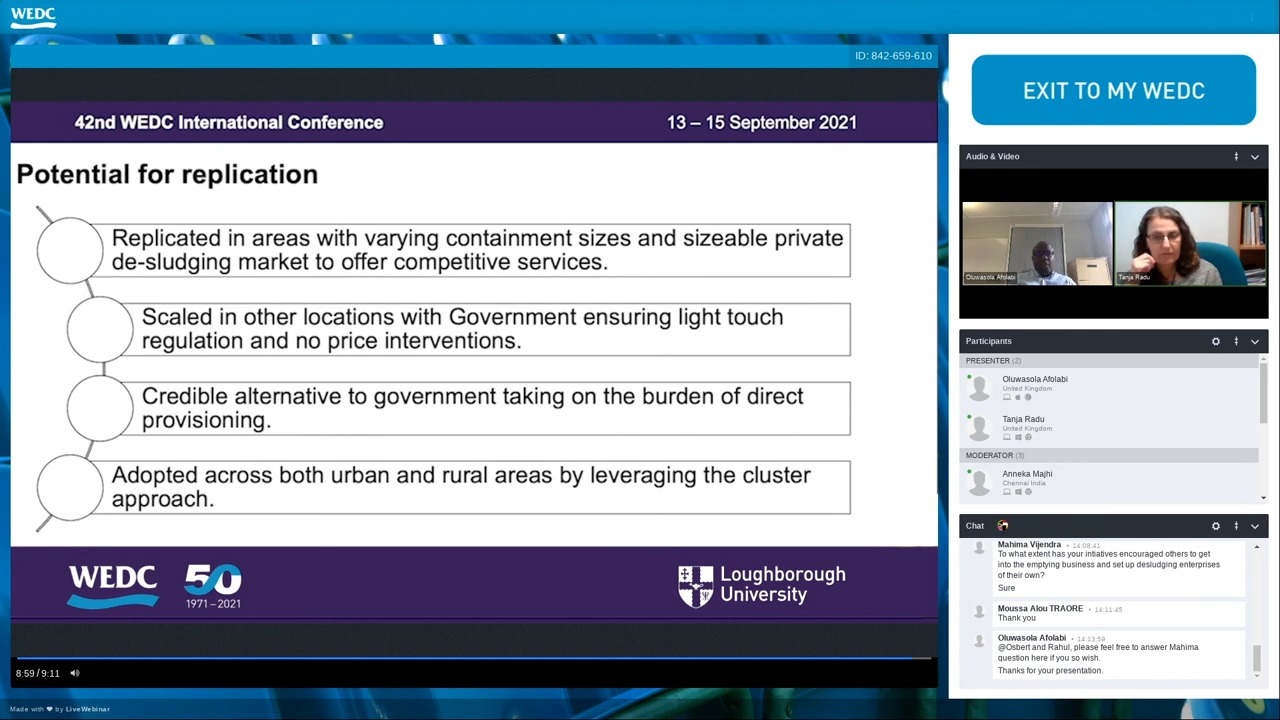 WEDC
ID: 842-659-610
42nd WEDC International Conference
13 – 15 September 2021
Potential for replication
Replicated in areas with varying containment sizes and sizeable private
de-sludging market to offer competitive services.
Scaled in other locations with Government ensuring light touch
regulation and no price interventions.
Credible alternative to government taking on the burden of direct
provisioning.
Adopted across both urban and rural areas by leveraging the cluster
approach.
WEDC
50
1971 – 2021
Loughborough
University
8:59 / 9:11
Made with ❤ by LiveWebinar
EXIT TO MY WEDC
Audio & Video
Oluwasola Afolabi
Tanja Radu
Participants
PRESENTER (2)
Oluwasola Afolabi
United Kingdom
Tanja Radu
United Kingdom
MODERATOR (3)
Anneka Majhi
Chennai India
Chat
Mahima Vijendra • 14:08:41
To what extent has your intiatives encouraged others to get
into the emptying business and set up desludging enterprises
of their own?
Sure
Moussa Alou TRAORE • 14:11:45
Thank you
Oluwasola Afolabi • 14:13:59
@Osbert and Rahul, please feel free to answer Mahima
question here if you so wish.
Thanks for your presentation.